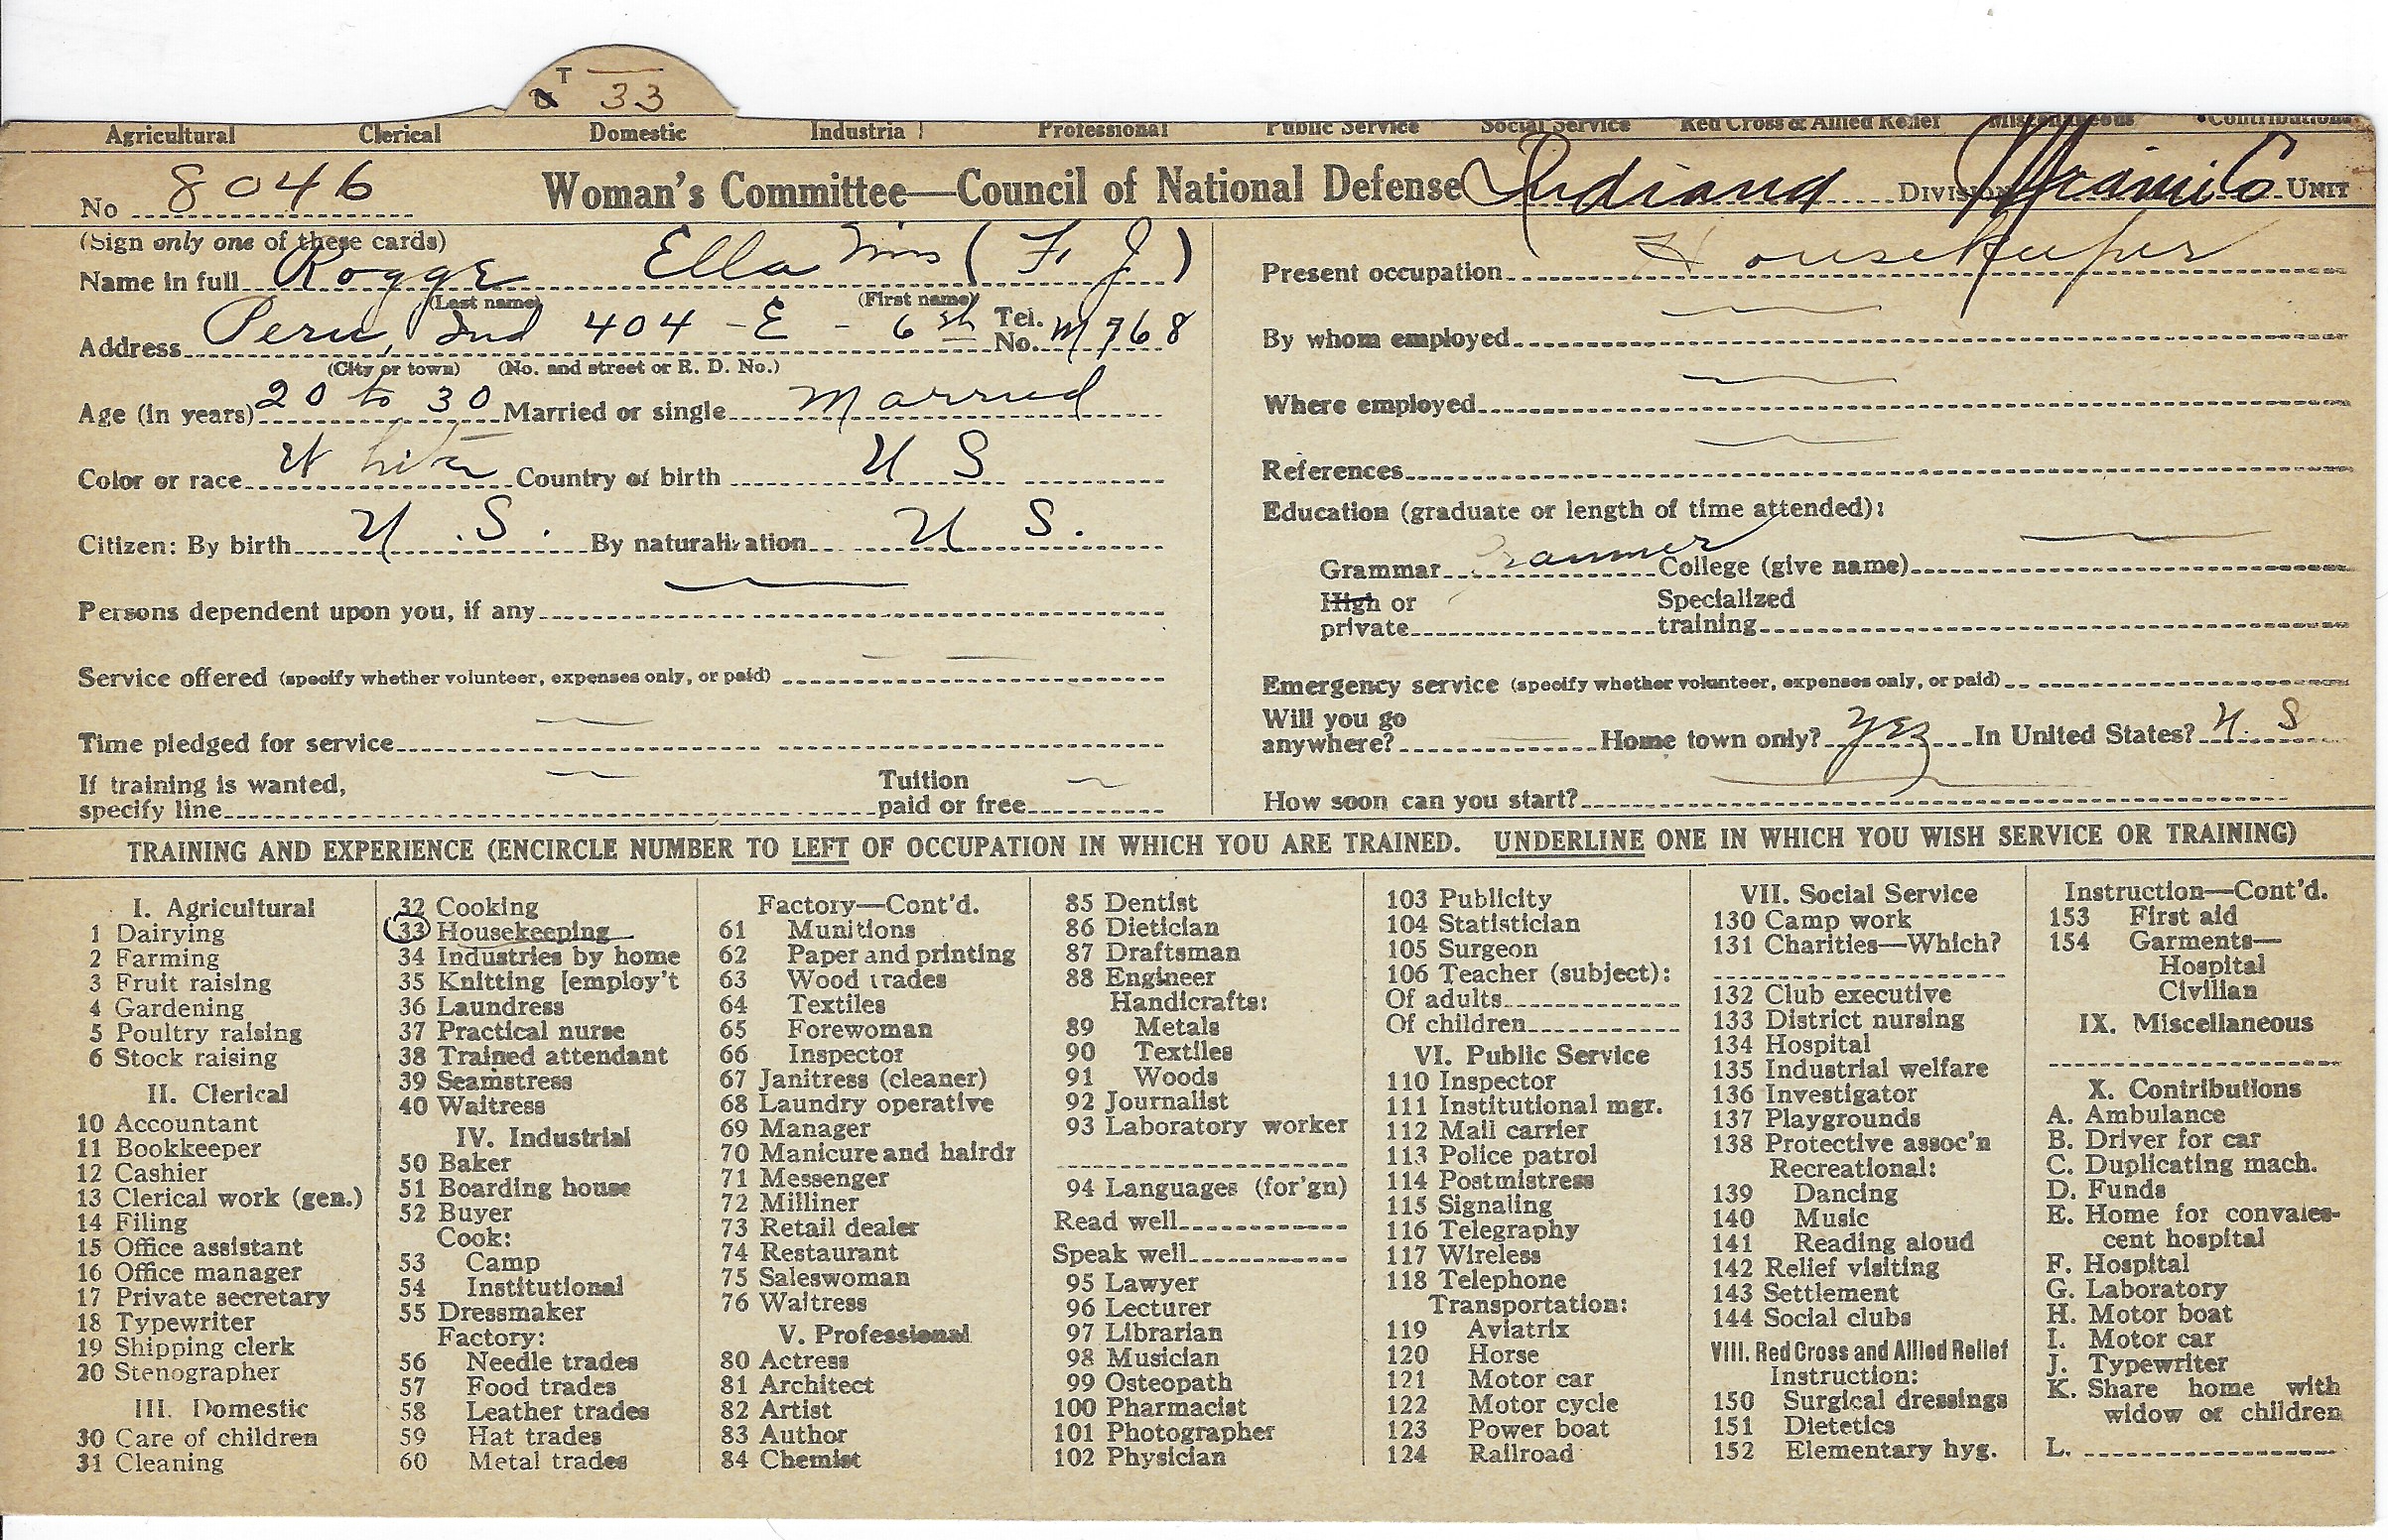 T 33
Agricultural Clerical Domestic Industrial Professional Public Service Social Service Red Cross & Allied Relief Miscellaneous Contributions
No 8046 Woman's Committee—Council of National Defense Indiana Division Miami Co Unit
(Sign only one of these cards)
Name in full Rogge Ella Mrs (F. J.)
(Last name) (First name)
Address Peru, Ind 404 - E - 6th Tel. No. M 768
(City or town) (No. and street or R. D. No.)
Age (in years) 20 to 30 Married or single Married
Color or race White Country of birth U S
Citizen: By birth U. S. By naturalization U S.
Persons dependent upon you, if any
Service offered (specify whether volunteer, expenses only, or paid)
Time pledged for service
If training is wanted, specify line Tuition paid or free
Present occupation Housekeeper
By whom employed
Where employed
References
Education (graduate or length of time attended):
Grammar Grammer College (give name)
High or private Specialized training
Emergency service (specify whether volunteer, expenses only, or paid)
Will you go anywhere? Home town only? Yes In United States? U. S
How soon can you start?
TRAINING AND EXPERIENCE (ENCIRCLE NUMBER TO LEFT OF OCCUPATION IN WHICH YOU ARE TRAINED. UNDERLINE ONE IN WHICH YOU WISH SERVICE OR TRAINING)
I. Agricultural
1 Dairying
2 Farming
3 Fruit raising
4 Gardening
5 Poultry raising
6 Stock raising
II. Clerical
10 Accountant
11 Bookkeeper
12 Cashier
13 Clerical work (gen.)
14 Filing
15 Office assistant
16 Office manager
17 Private secretary
18 Typewriter
19 Shipping clerk
20 Stenographer
III. Domestic
30 Care of children
31 Cleaning
32 Cooking
33 Housekeeping
34 Industries by home
35 Knitting [employ't
36 Laundress
37 Practical nurse
38 Trained attendant
39 Seamstress
40 Waitress
IV. Industrial
50 Baker
51 Boarding house
52 Buyer
Cook:
53 Camp
54 Institutional
55 Dressmaker
Factory:
56 Needle trades
57 Food trades
58 Leather trades
59 Hat trades
60 Metal trades
Factory—Cont'd.
61 Munitions
62 Paper and printing
63 Wood trades
64 Textiles
65 Forewoman
66 Inspector
67 Janitress (cleaner)
68 Laundry operative
69 Manager
70 Manicure and hairdr
71 Messenger
72 Milliner
73 Retail dealer
74 Restaurant
75 Saleswoman
76 Waitress
V. Professional
80 Actress
81 Architect
82 Artist
83 Author
84 Chemist
85 Dentist
86 Dietician
87 Draftsman
88 Engineer
Handicrafts:
89 Metals
90 Textiles
91 Woods
92 Journalist
93 Laboratory worker
94 Languages (for'gn)
Read well
Speak well
95 Lawyer
96 Lecturer
97 Librarian
98 Musician
99 Osteopath
100 Pharmacist
101 Photographer
102 Physician
103 Publicity
104 Statistician
105 Surgeon
106 Teacher (subject):
Of adults
Of children
VI. Public Service
110 Inspector
111 Institutional mgr.
112 Mail carrier
113 Police patrol
114 Postmistress
115 Signaling
116 Telegraphy
117 Wireless
118 Telephone
Transportation:
119 Aviatrix
120 Horse
121 Motor car
122 Motor cycle
123 Power boat
124 Railroad
VII. Social Service
130 Camp work
131 Charities—Which?
132 Club executive
133 District nursing
134 Hospital
135 Industrial welfare
136 Investigator
137 Playgrounds
138 Protective assoc'n
Recreational:
139 Dancing
140 Music
141 Reading aloud
142 Relief visiting
143 Settlement
144 Social clubs
VIII. Red Cross and Allied Relief
Instruction:
150 Surgical dressings
151 Dietetics
152 Elementary hyg.
Instruction—Cont'd.
153 First aid
154 Garments—
Hospital
Civilian
IX. Miscellaneous
X. Contributions
A. Ambulance
B. Driver for car
C. Duplicating mach.
D. Funds
E. Home for convales-
cent hospital
F. Hospital
G. Laboratory
H. Motor boat
I. Motor car
J. Typewriter
K. Share home with
widow or children
L.